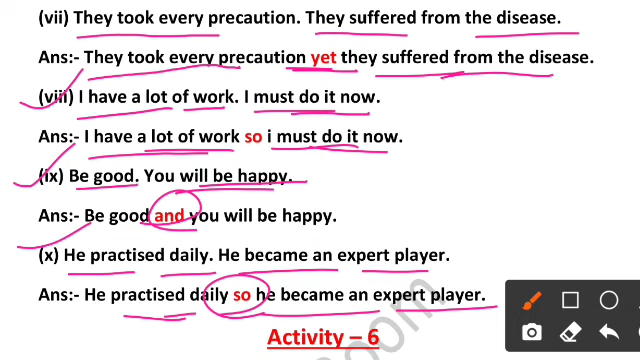 (vii) They took every precaution. They suffered from the disease.
Ans:- They took every precaution yet they suffered from the disease.
(viii) I have a lot of work. I must do it now.
Ans:- I have a lot of work so i must do it now.
(ix) Be good. You will be happy.
Ans:- Be good and you will be happy.
(x) He practised daily. He became an expert player.
Ans:- He practised daily so he became an expert player.
Activity – 6